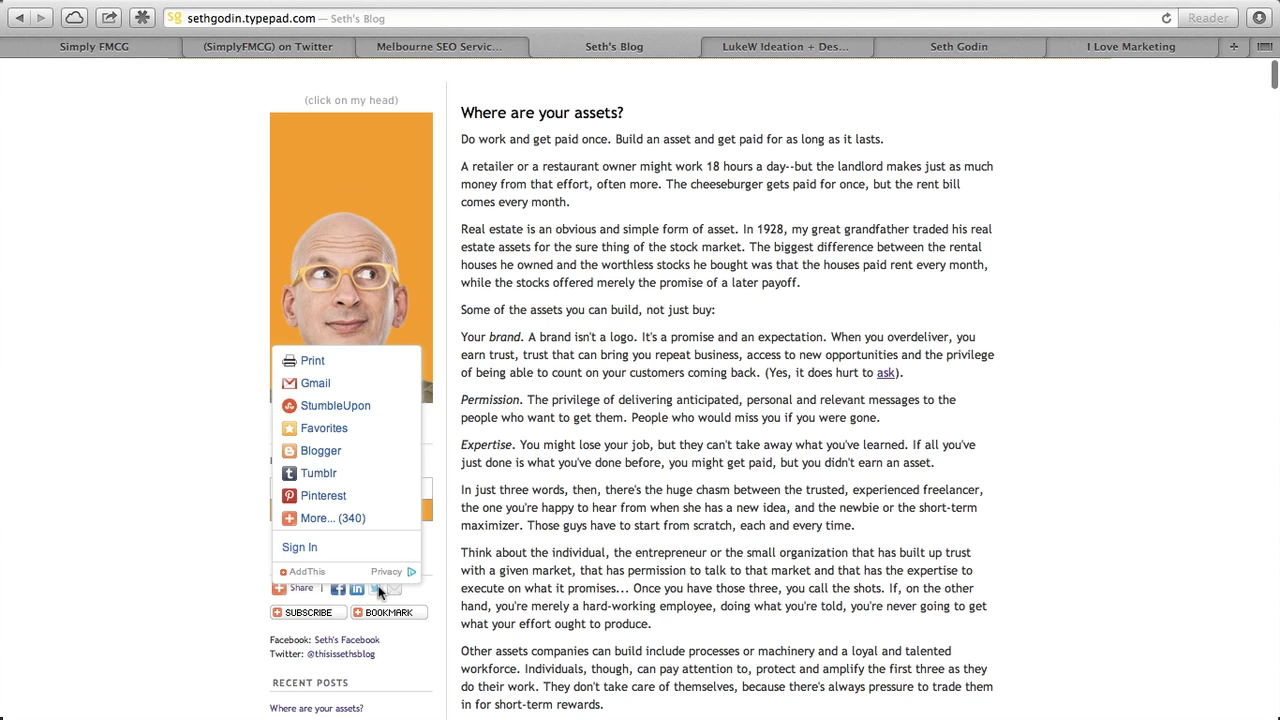 sethgodin.typepad.com — Seth's Blog
Reader
Simply FMCG
(SimplyFMCG) on Twitter
Melbourne SEO Servic...
Seth's Blog
LukeW Ideation + Des...
Seth Godin
I Love Marketing
(click on my head)
Print
Gmail
StumbleUpon
Favorites
Blogger
Tumblr
Pinterest
More... (340)
Sign In
AddThis
Privacy
Share
SUBSCRIBE
BOOKMARK
Facebook: Seth's Facebook
Twitter: @thisissethsblog
RECENT POSTS
Where are your assets?
Where are your assets?
Do work and get paid once. Build an asset and get paid for as long as it lasts.
A retailer or a restaurant owner might work 18 hours a day--but the landlord makes just as much
money from that effort, often more. The cheeseburger gets paid for once, but the rent bill
comes every month.
Real estate is an obvious and simple form of asset. In 1928, my great grandfather traded his real
estate assets for the sure thing of the stock market. The biggest difference between the rental
houses he owned and the worthless stocks he bought was that the houses paid rent every month,
while the stocks offered merely the promise of a later payoff.
Some of the assets you can build, not just buy:
Your brand. A brand isn't a logo. It's a promise and an expectation. When you overdeliver, you
earn trust, trust that can bring you repeat business, access to new opportunities and the privilege
of being able to count on your customers coming back. (Yes, it does hurt to ask).
Permission. The privilege of delivering anticipated, personal and relevant messages to the
people who want to get them. People who would miss you if you were gone.
Expertise. You might lose your job, but they can't take away what you've learned. If all you've
just done is what you've done before, you might get paid, but you didn't earn an asset.
In just three words, then, there's the huge chasm between the trusted, experienced freelancer,
the one you're happy to hear from when she has a new idea, and the newbie or the short-term
maximizer. Those guys have to start from scratch, each and every time.
Think about the individual, the entrepreneur or the small organization that has built up trust
with a given market, that has permission to talk to that market and that has the expertise to
execute on what it promises... Once you have those three, you call the shots. If, on the other
hand, you're merely a hard-working employee, doing what you're told, you're never going to get
what your effort ought to produce.
Other assets companies can build include processes or machinery and a loyal and talented
workforce. Individuals, though, can pay attention to, protect and amplify the first three as they
do their work. They don't take care of themselves, because there's always pressure to trade them
in for short-term rewards.